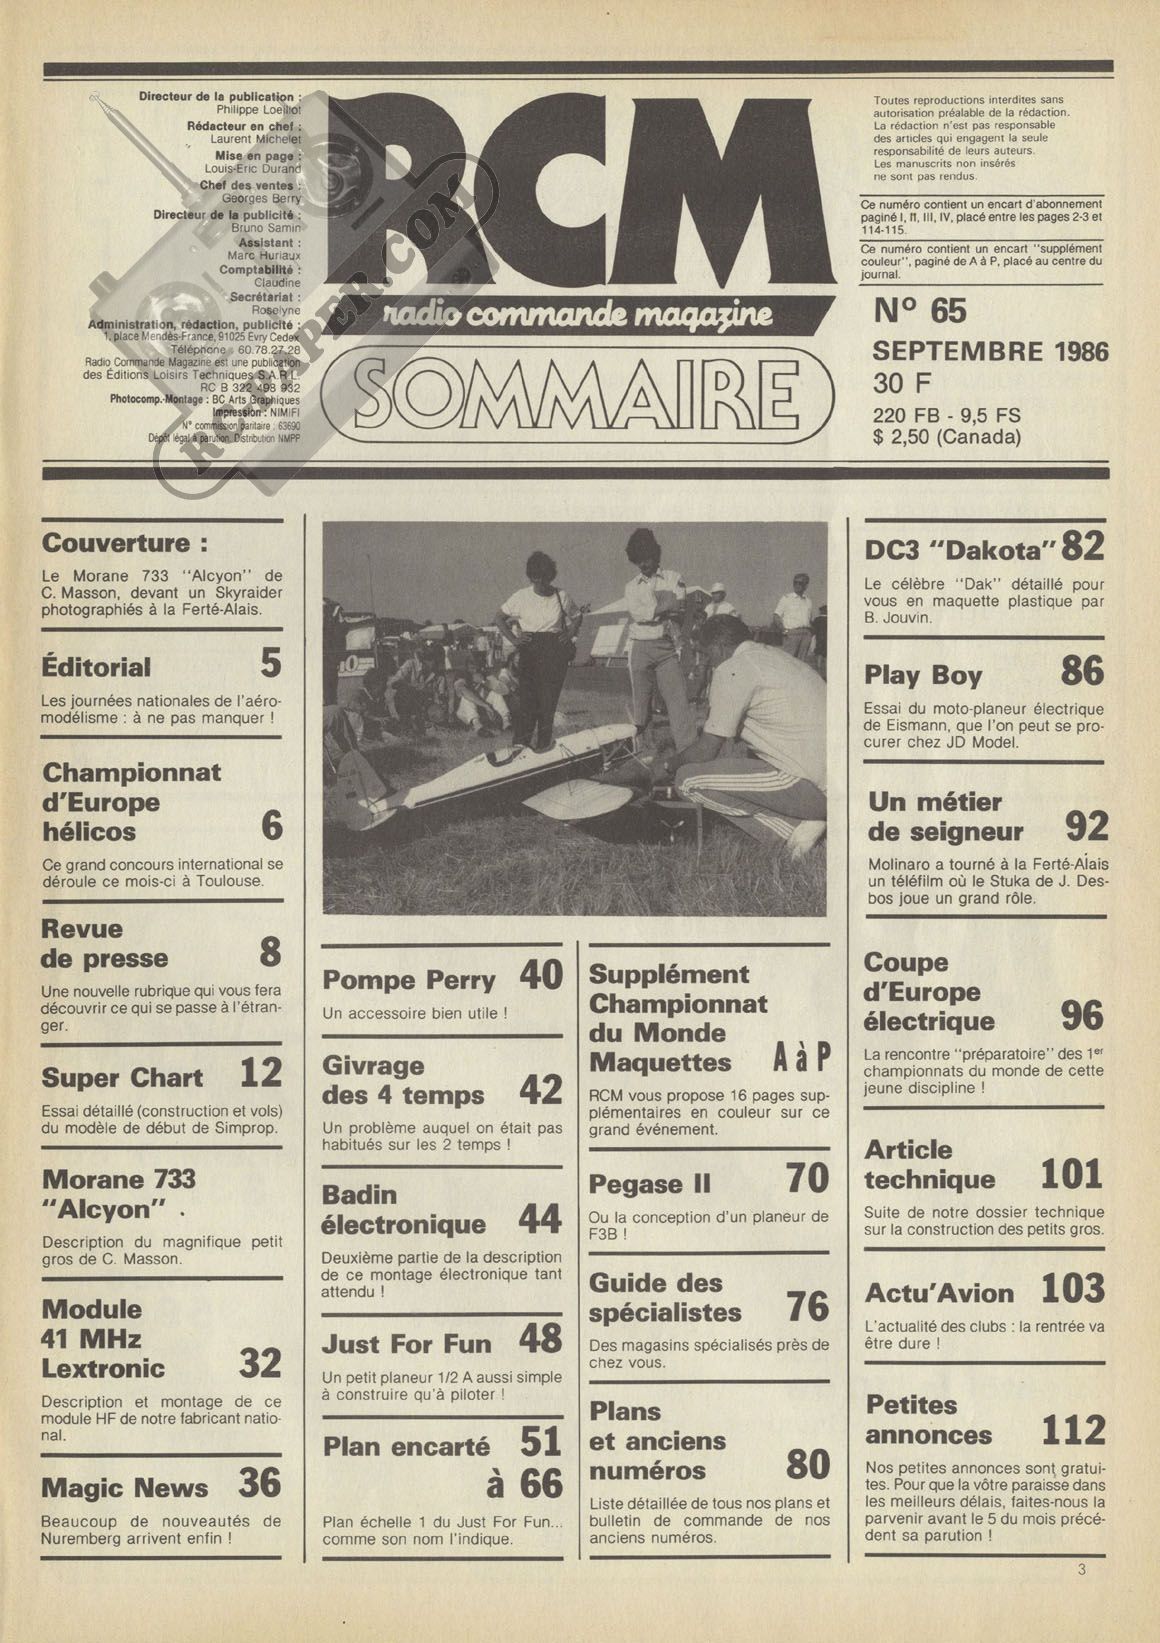 Directeur de la publication :
Philippe Loeillot
Rédacteur en chef :
Laurent Michelet
Mise en page :
Louis-Eric Durand
Chef des ventes :
Georges Berry
Directeur de la publicité :
Bruno Samin
Assistant :
Marc Huriaux
Comptabilité :
Claudine
Secrétariat :
Roselyne
Administration, rédaction, publicité :
1, place Mendès-France, 91025 Evry Cedex
Téléphone : 60.78.27.28
Radio Commande Magazine est une publication
des Éditions Loisirs Techniques S.A.R.L.
RC B 322 498 932
Photocomp.-Montage : BC Arts Graphiques
Impression : NIMIFI
N° commission paritaire : 63690
Dépôt légal à parution. Distribution NMPP
RC-PAPER.COM
RCM
radio commande magazine
SOMMAIRE
Toutes reproductions interdites sans
autorisation préalable de la rédaction.
La rédaction n'est pas responsable
des articles qui engagent la seule
responsabilité de leurs auteurs.
Les manuscrits non insérés
ne sont pas rendus.
Ce numéro contient un encart d'abonnement
paginé I, II, III, IV, placé entre les pages 2-3 et
114-115.
Ce numéro contient un encart "supplément
couleur", paginé de A à P, placé au centre du
journal.
N° 65
SEPTEMBRE 1986
30 F
220 FB - 9,5 FS
$ 2,50 (Canada)
Couverture :
Le Morane 733 "Alcyon" de
C. Masson, devant un Skyraider
photographiés à la Ferté-Alais.
Éditorial 5
Les journées nationales de l'aéro-
modélisme : à ne pas manquer !
Championnat
d'Europe
hélicos 6
Ce grand concours international se
déroule ce mois-ci à Toulouse.
Revue
de presse 8
Une nouvelle rubrique qui vous fera
découvrir ce qui se passe à l'étran-
ger.
Super Chart 12
Essai détaillé (construction et vols)
du modèle de début de Simprop.
Morane 733
"Alcyon" .
Description du magnifique petit
gros de C. Masson.
Module
41 MHz
Lextronic 32
Description et montage de ce
module HF de notre fabricant natio-
nal.
Magic News 36
Beaucoup de nouveautés de
Nuremberg arrivent enfin !
Pompe Perry 40
Un accessoire bien utile !
Givrage
des 4 temps 42
Un problème auquel on était pas
habitués sur les 2 temps !
Badin
électronique 44
Deuxième partie de la description
de ce montage électronique tant
attendu !
Just For Fun 48
Un petit planeur 1/2 A aussi simple
à construire qu'à piloter !
Plan encarté 51
à 66
Plan échelle 1 du Just For Fun...
comme son nom l'indique.
Supplément
Championnat
du Monde
Maquettes A à P
RCM vous propose 16 pages sup-
plémentaires en couleur sur ce
grand événement.
Pegase II 70
Ou la conception d'un planeur de
F3B !
Guide des
spécialistes 76
Des magasins spécialisés près de
chez vous.
Plans
et anciens
numéros 80
Liste détaillée de tous nos plans et
bulletin de commande de nos
anciens numéros.
DC3 "Dakota" 82
Le célèbre "Dak" détaillé pour
vous en maquette plastique par
B. Jouvin.
Play Boy 86
Essai du moto-planeur électrique
de Eismann, que l'on peut se pro-
curer chez JD Model.
Un métier
de seigneur 92
Molinaro a tourné à la Ferté-Alais
un téléfilm où le Stuka de J. Des-
bos joue un grand rôle.
Coupe
d'Europe
électrique 96
La rencontre "préparatoire" des 1er
championnats du monde de cette
jeune discipline !
Article
technique 101
Suite de notre dossier technique
sur la construction des petits gros.
Actu'Avion 103
L'actualité des clubs : la rentrée va
être dure !
Petites
annonces 112
Nos petites annonces sont gratui-
tes. Pour que la vôtre paraisse dans
les meilleurs délais, faites-nous la
parvenir avant le 5 du mois précé-
dent sa parution !
3